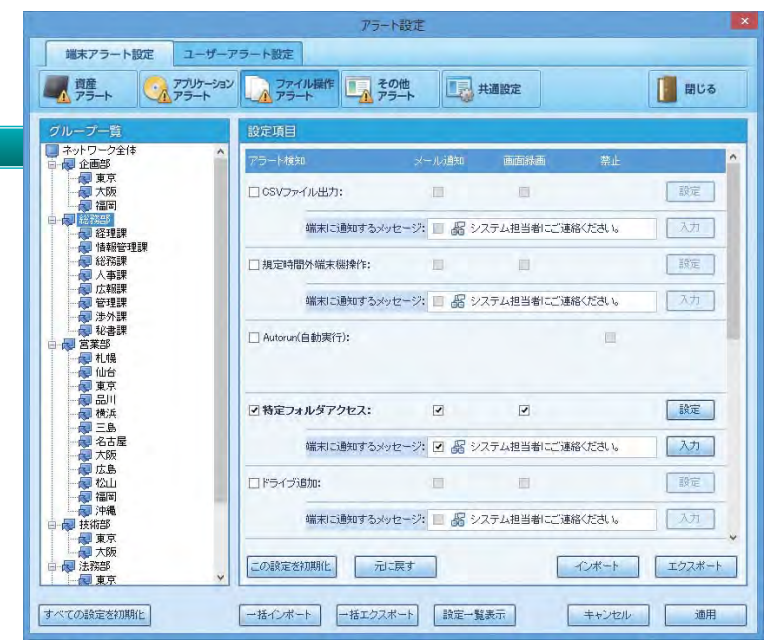 アラート設定
端末アラート設定
ユーザーアラート設定
資産
アラート
アプリケーション
アラート
ファイル操作
アラート
その他
アラート
共通設定
閉じる
グループ一覧
ネットワーク全体
企画部
東京
大阪
福岡
総務部
経理課
情報管理課
総務課
人事課
広報課
管理課
渉外課
秘書課
営業部
札幌
仙台
東京
品川
横浜
三島
名古屋
大阪
広島
松山
福岡
沖縄
技術部
東京
大阪
法務部
東京
設定項目
アラート検知 メール通知 画面録画 禁止
CSVファイル出力: 設定
端末に通知するメッセージ: システム担当者にご連絡ください。 入力
規定時間外端末機操作: 設定
端末に通知するメッセージ: システム担当者にご連絡ください。 入力
Autorun(自動実行):
特定フォルダアクセス: 設定
端末に通知するメッセージ: システム担当者にご連絡ください。 入力
ドライブ追加: 設定
端末に通知するメッセージ: システム担当者にご連絡ください。 入力
この設定を初期化 元に戻す インポート エクスポート
すべての設定を初期化 一括インポート 一括エクスポート 設定一覧表示 キャンセル 適用